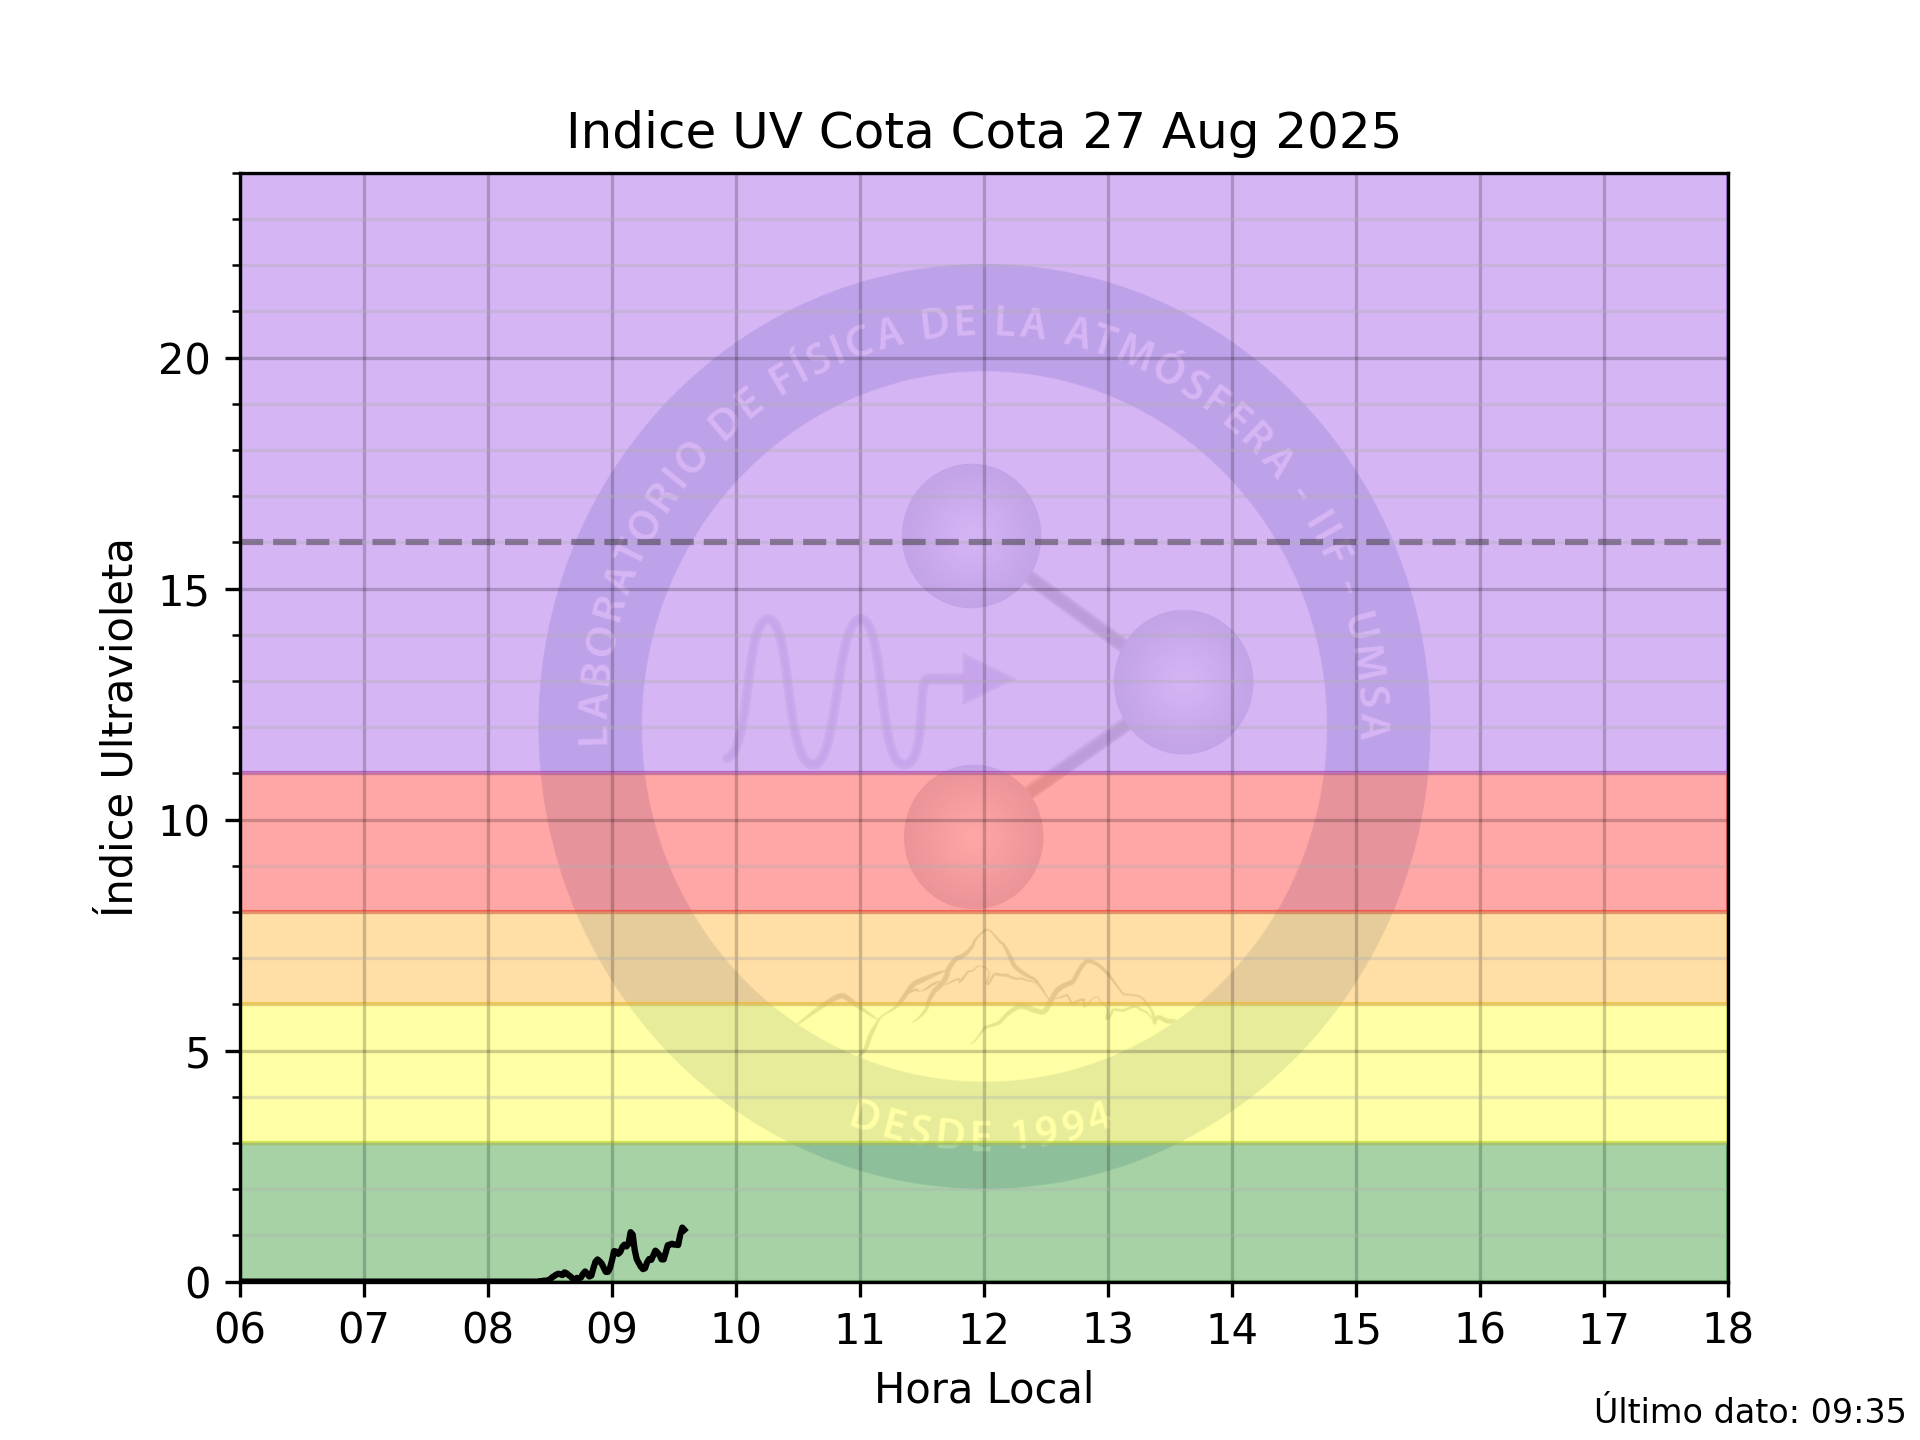 Indice UV Cota Cota 27 Aug 2025
LABORATORIO DE FÍSICA DE LA ATMÓSFERA - IIF - UMSA
DESDE 1994
Índice Ultravioleta
20
15
10
5
0
06 07 08 09 10 11 12 13 14 15 16 17 18
Hora Local
Último dato: 09:35